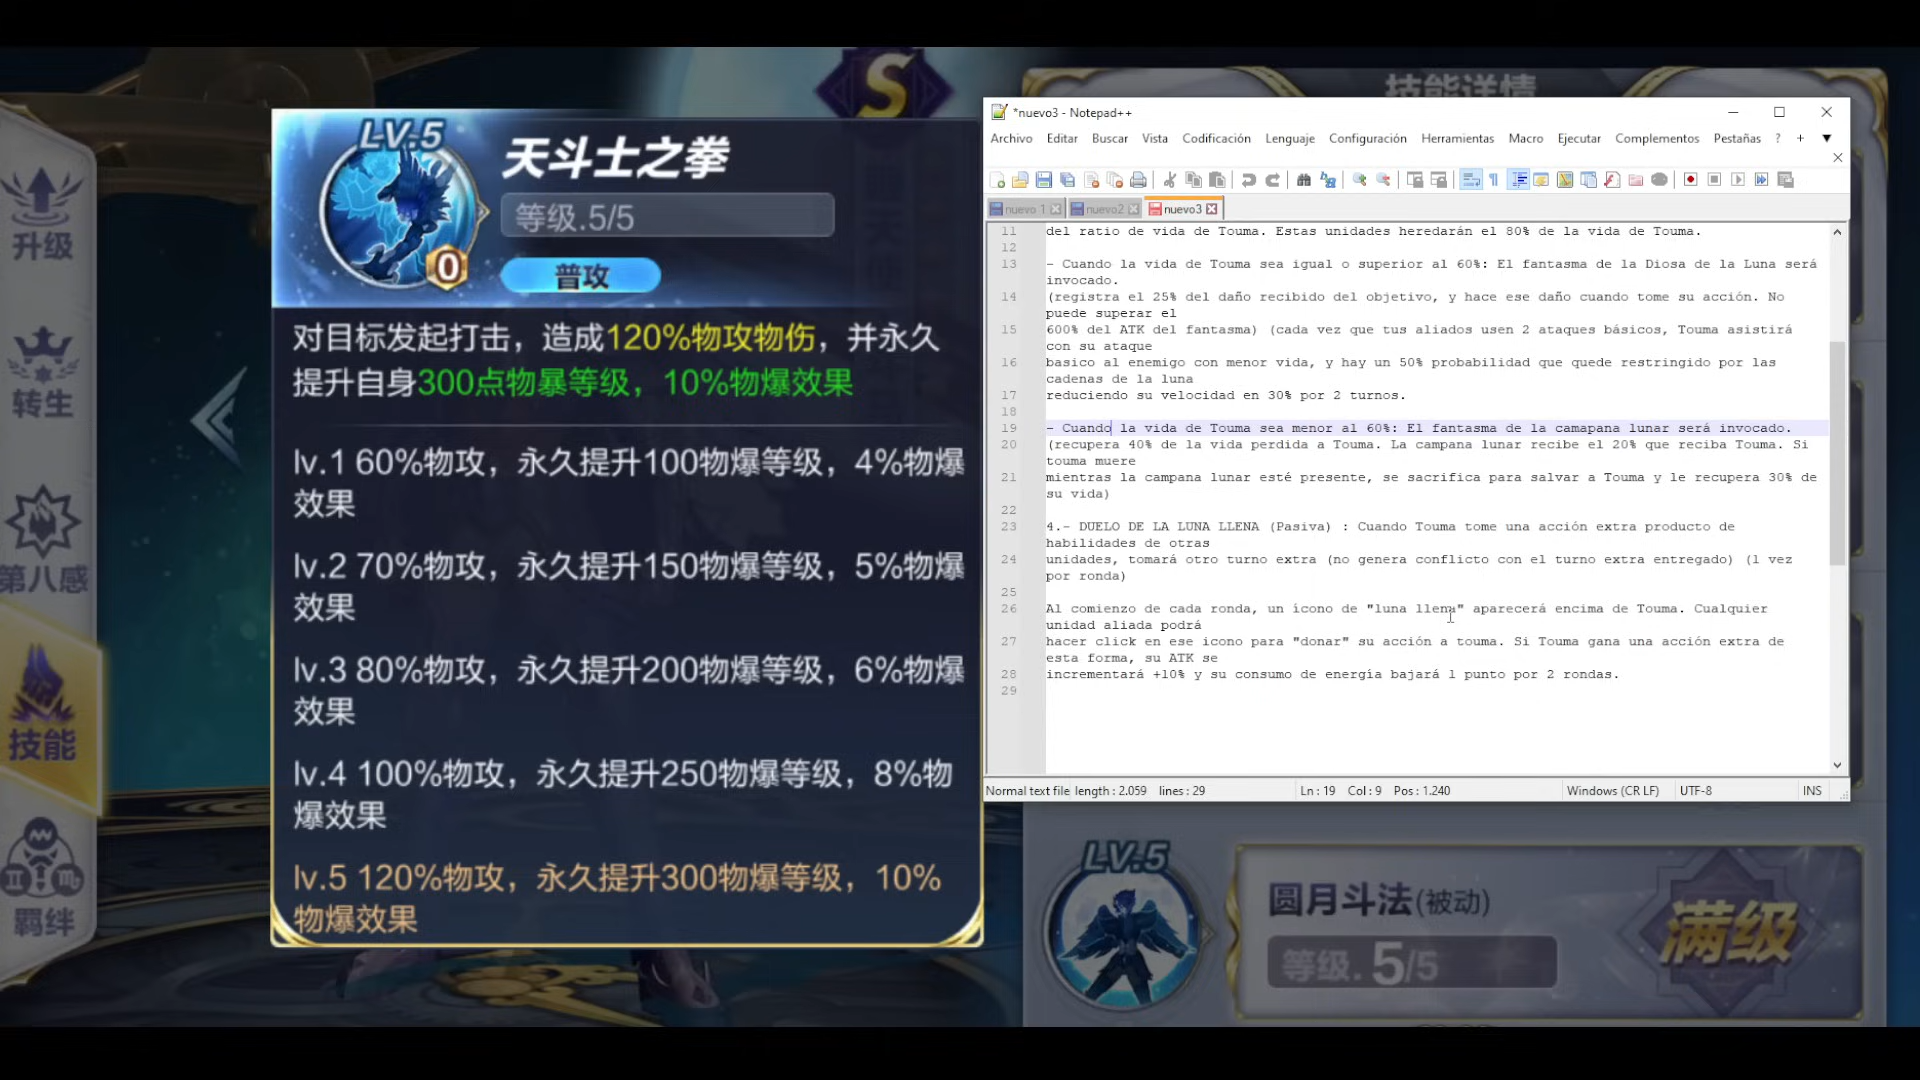 升级
转生
第八感
技能
羁绊
S
技能详情
LV.5
0
天斗士之拳
等级.5/5
普攻
对目标发起打击，造成120%物攻物伤，并永久
提升自身300点物暴等级，10%物爆效果
lv.1 60%物攻，永久提升100物爆等级，4%物爆
效果
lv.2 70%物攻，永久提升150物爆等级，5%物爆
效果
lv.3 80%物攻，永久提升200物爆等级，6%物爆
效果
lv.4 100%物攻，永久提升250物爆等级，8%物
爆效果
lv.5 120%物攻，永久提升300物爆等级，10%
物爆效果
*nuevo3 - Notepad++
Archivo Editar Buscar Vista Codificación Lenguaje Configuración Herramientas Macro Ejecutar Complementos Pestañas ? +
nuevo 1 nuevo2 nuevo3
11 del ratio de vida de Touma. Estas unidades heredarán el 80% de la vida de Touma.
12
13 - Cuando la vida de Touma sea igual o superior al 60%: El fantasma de la Diosa de la Luna será
invocado.
14 (registra el 25% del daño recibido del objetivo, y hace ese daño cuando tome su acción. No
puede superar el
15 600% del ATK del fantasma) (cada vez que tus aliados usen 2 ataques básicos, Touma asistirá
con su ataque
16 basico al enemigo con menor vida, y hay un 50% probabilidad que quede restringido por las
cadenas de la luna
17 reduciendo su velocidad en 30% por 2 turnos.
18
19 - Cuando la vida de Touma sea menor al 60%: El fantasma de la camapana lunar será invocado.
20 (recupera 40% de la vida perdida a Touma. La campana lunar recibe el 20% que reciba Touma. Si
touma muere
21 mientras la campana lunar esté presente, se sacrifica para salvar a Touma y le recupera 30% de
su vida)
22
23 4.- DUELO DE LA LUNA LLENA (Pasiva) : Cuando Touma tome una acción extra producto de
habilidades de otras
24 unidades, tomará otro turno extra (no genera conflicto con el turno extra entregado) (1 vez
por ronda)
25
26 Al comienzo de cada ronda, un ícono de "luna llena" aparecerá encima de Touma. Cualquier
unidad aliada podrá
27 hacer click en ese icono para "donar" su acción a touma. Si Touma gana una acción extra de
esta forma, su ATK se
28 incrementará +10% y su consumo de energía bajará 1 punto por 2 rondas.
29
Normal text file length : 2.059 lines : 29 Ln : 19 Col : 9 Pos : 1.240 Windows (CR LF) UTF-8 INS
LV.5
圆月斗法(被动)
等级.5/5
满级